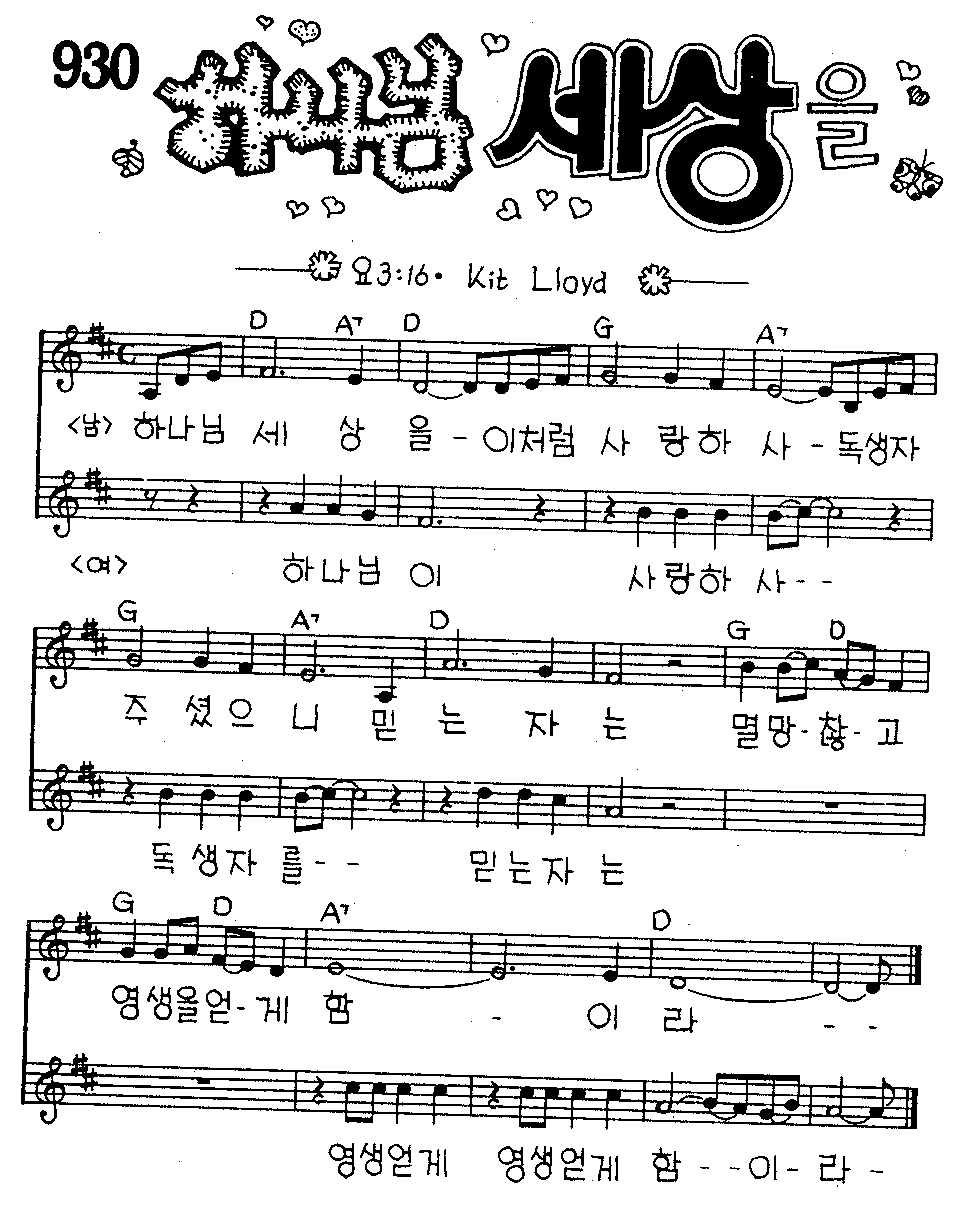 930 하나님 세상을
요3:16· Kit Lloyd
D A7 D G A7
<남> 하나님 세 상 을 - 이처럼 사 랑하 사 - 독생자
<여> 하나님 이 사랑하 사 - -
G A7 D G D
주 셨으 니 믿 는 자 는 멸망-찮-고
독 생자 를 - - 믿는자 는
G D A7 D
영생을얻-게 함 - 이 라 - -
영생얻게 영생얻게 함 - - 이 - 라 -